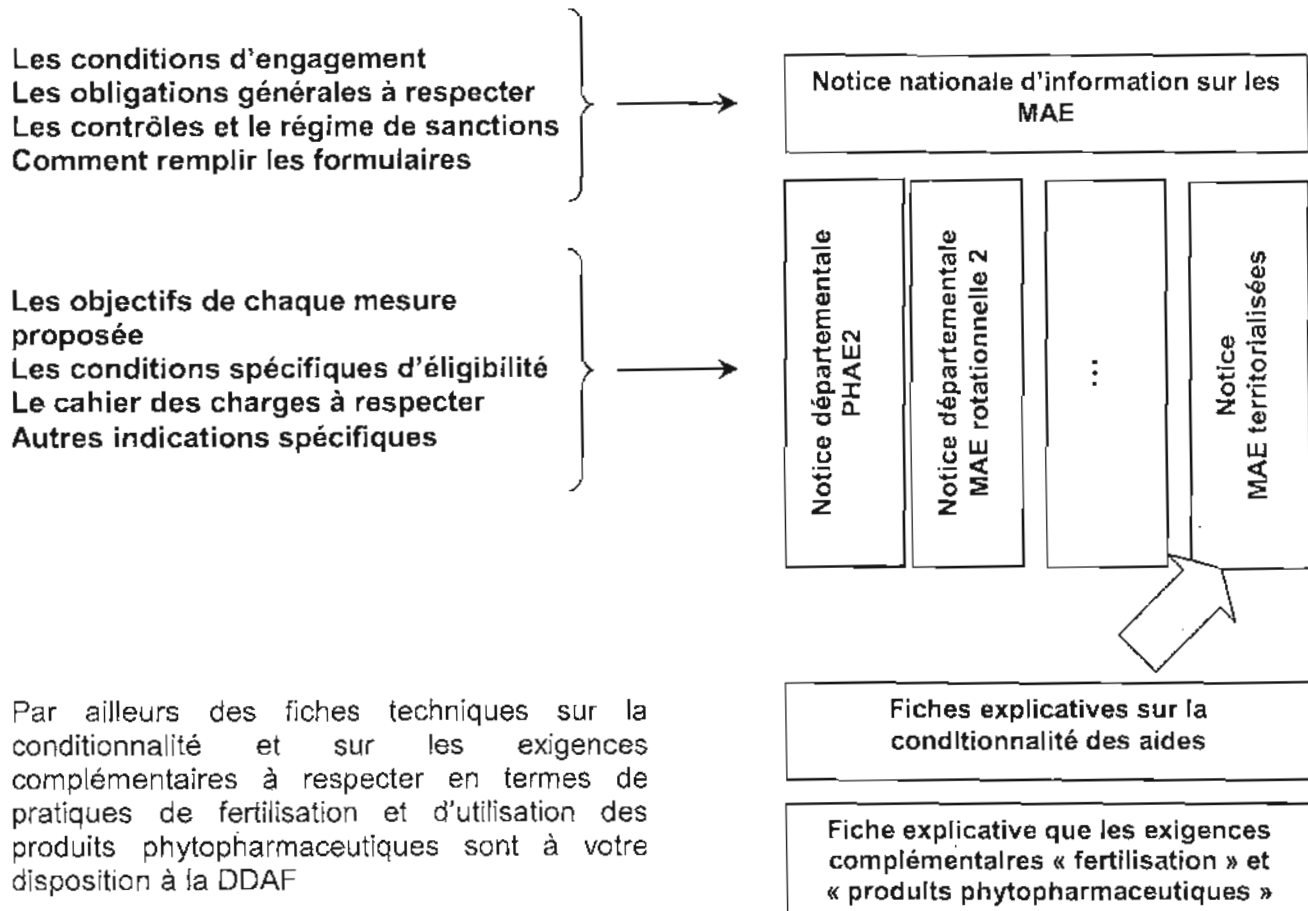 Les conditions d'engagement
Les obligations générales à respecter
Les contrôles et le régime de sanctions
Comment remplir les formulaires
Notice nationale d'information sur les
MAE
Les objectifs de chaque mesure
proposée
Les conditions spécifiques d'éligibilité
Le cahier des charges à respecter
Autres indications spécifiques
Notice départementale
PHAE2
Notice départementale
MAE rotationnelle 2
...
Notice
MAE territorialisées
Par ailleurs des fiches techniques sur la
conditionnalité et sur les exigences
complémentaires à respecter en termes de
pratiques de fertilisation et d'utilisation des
produits phytopharmaceutiques sont à votre
disposition à la DDAF
Fiches explicatives sur la
conditionnalité des aides
Fiche explicative que les exigences
complémentaires « fertilisation » et
« produits phytopharmaceutiques »